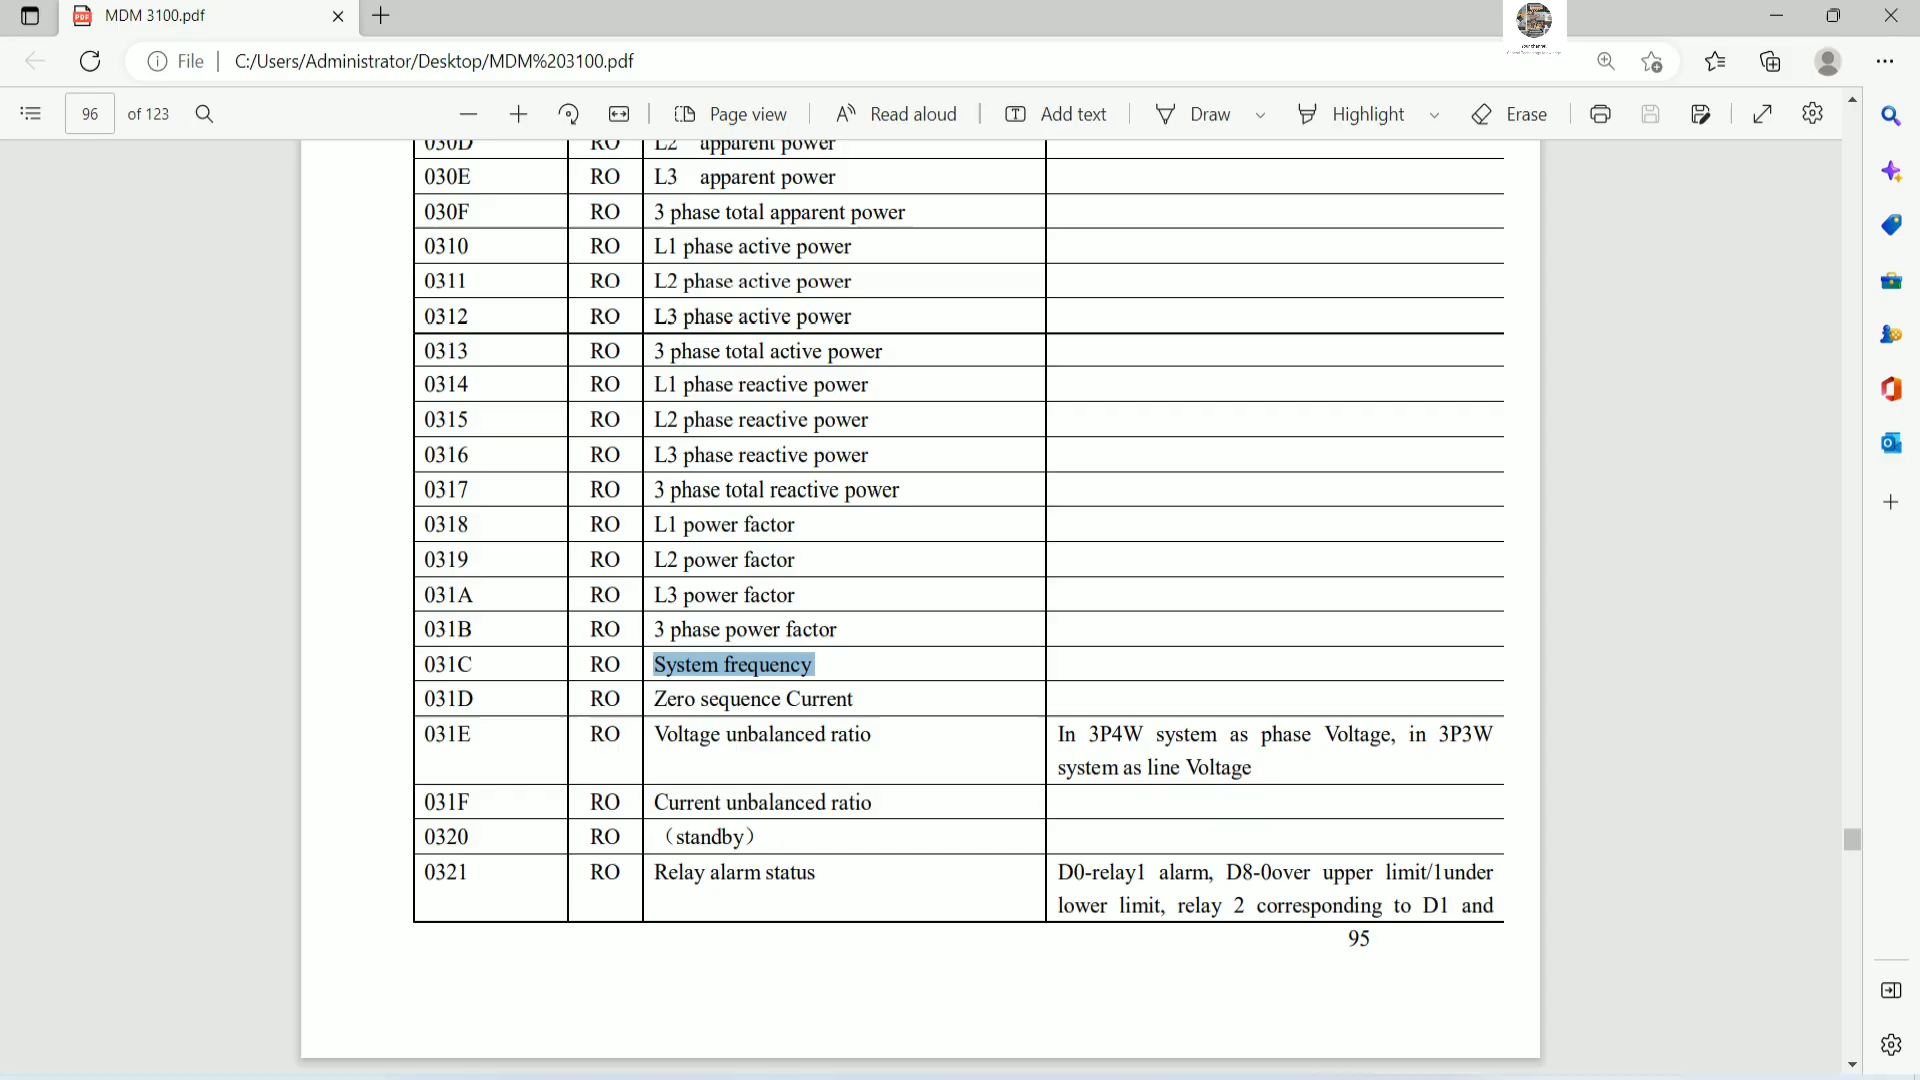 MDM 3100.pdf
Your channel
File C:/Users/Administrator/Desktop/MDM%203100.pdf
96 of 123 Page view Read aloud Add text Draw Highlight Erase
030D RO L2 apparent power
030E RO L3 apparent power
030F RO 3 phase total apparent power
0310 RO L1 phase active power
0311 RO L2 phase active power
0312 RO L3 phase active power
0313 RO 3 phase total active power
0314 RO L1 phase reactive power
0315 RO L2 phase reactive power
0316 RO L3 phase reactive power
0317 RO 3 phase total reactive power
0318 RO L1 power factor
0319 RO L2 power factor
031A RO L3 power factor
031B RO 3 phase power factor
031C RO System frequency
031D RO Zero sequence Current
031E RO Voltage unbalanced ratio In 3P4W system as phase Voltage, in 3P3W
system as line Voltage
031F RO Current unbalanced ratio
0320 RO （standby）
0321 RO Relay alarm status D0-relay1 alarm, D8-0over upper limit/1under
lower limit, relay 2 corresponding to D1 and
95